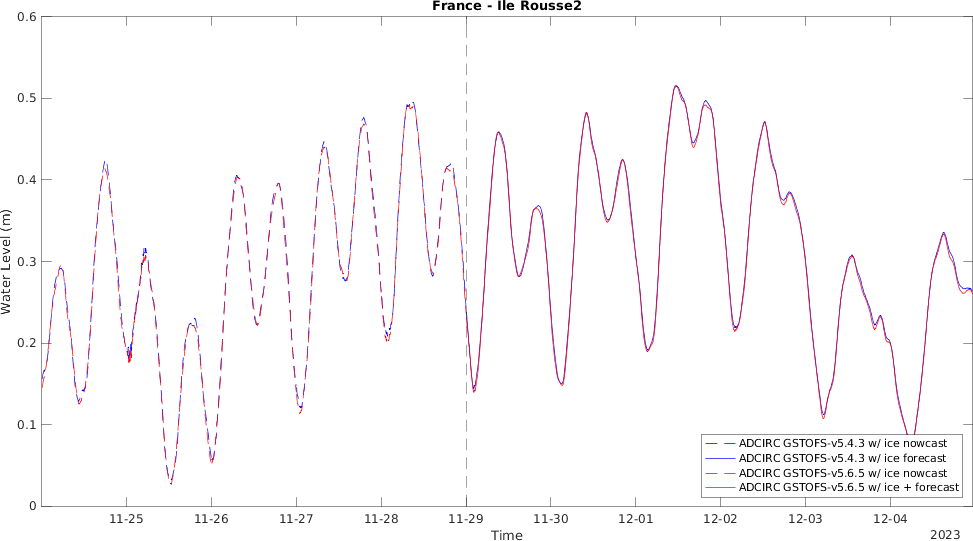 France - Ile Rousse2
Water Level (m)
0.6
0.5
0.4
0.3
0.2
0.1
0
11-25 11-26 11-27 11-28 11-29 11-30 12-01 12-02 12-03 12-04
Time
2023
ADCIRC GSTOFS-v5.4.3 w/ ice nowcast
ADCIRC GSTOFS-v5.4.3 w/ ice forecast
ADCIRC GSTOFS-v5.6.5 w/ ice nowcast
ADCIRC GSTOFS-v5.6.5 w/ ice + forecast